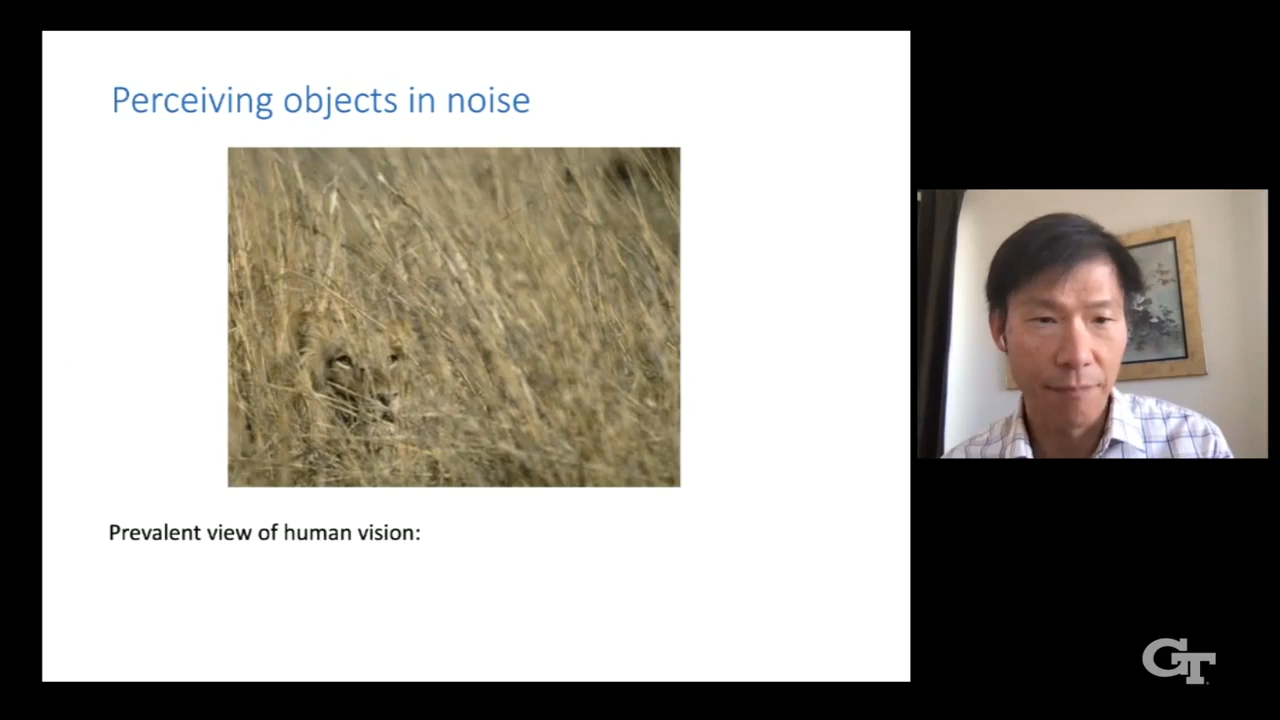 Perceiving objects in noise
Prevalent view of human vision:
GT